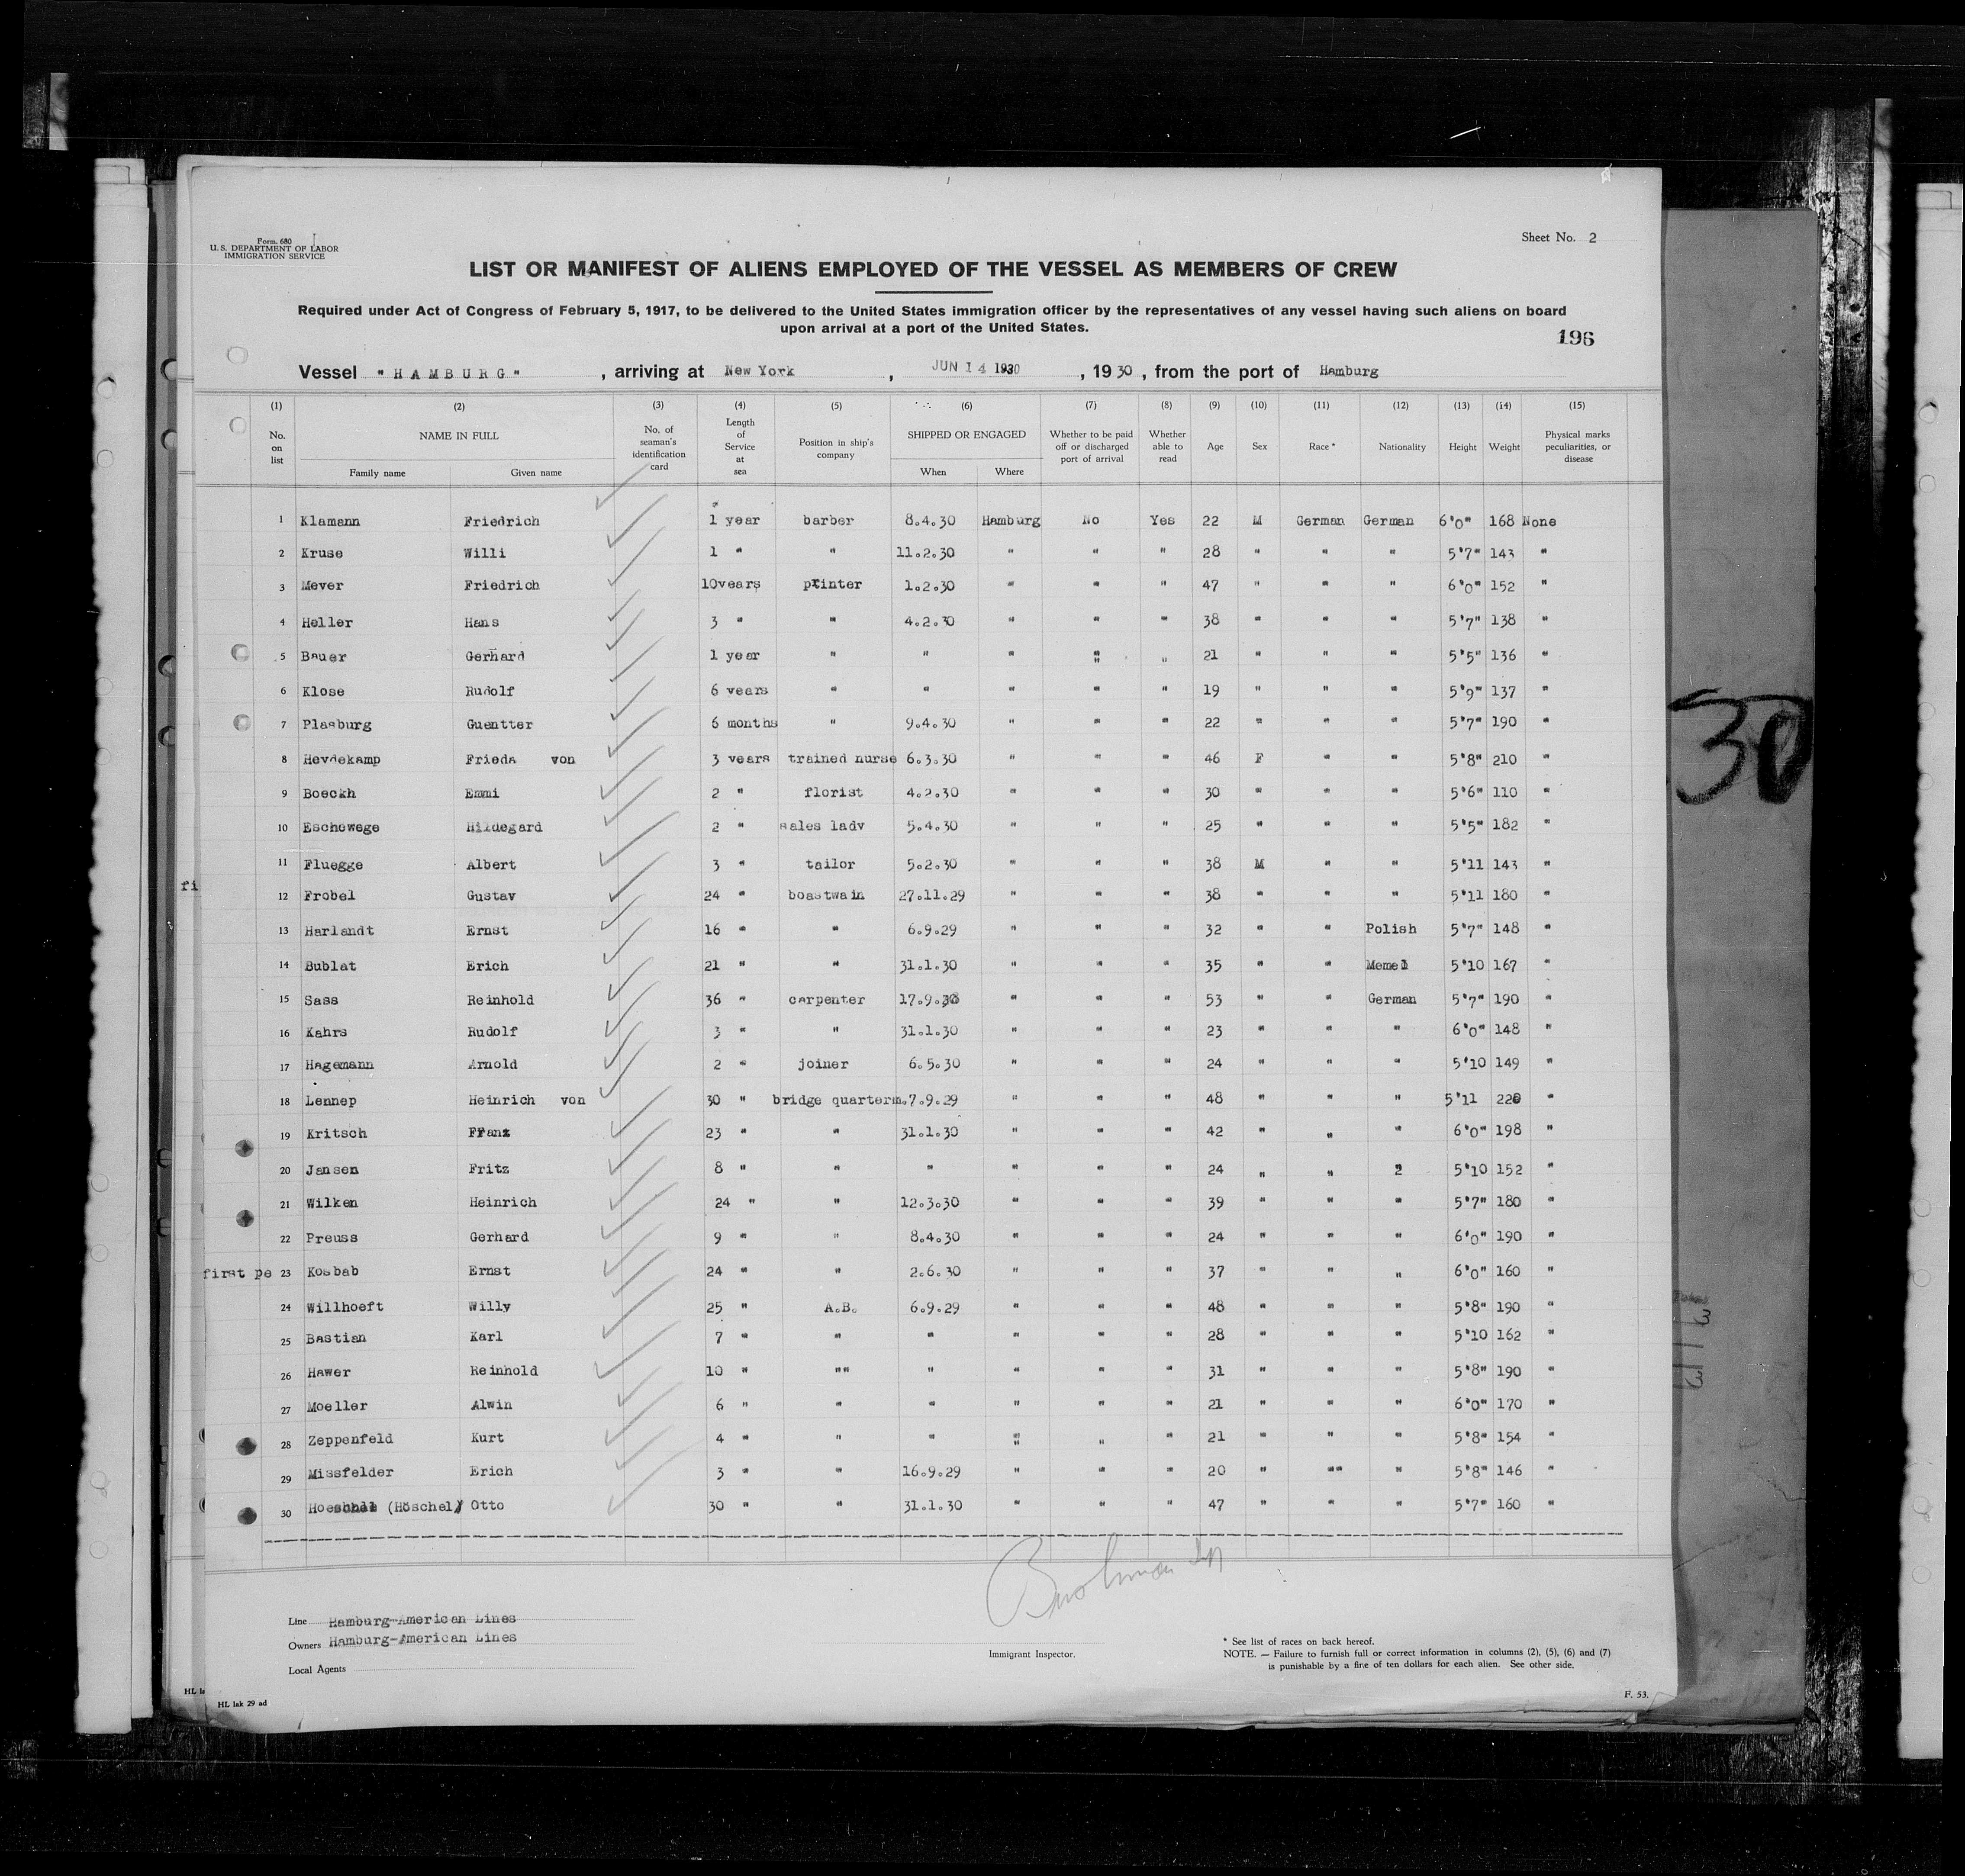 Form. 680
U. S. DEPARTMENT OF LABOR
IMMIGRATION SERVICE
Sheet No. 2
LIST OR MANIFEST OF ALIENS EMPLOYED OF THE VESSEL AS MEMBERS OF CREW
Required under Act of Congress of February 5, 1917, to be delivered to the United States immigration officer by the representatives of any vessel having such aliens on board
upon arrival at a port of the United States.
196
Vessel "HAMBURG", arriving at New York, JUN 14 1930, 1930, from the port of Hamburg
(1) (2) (3) (4) (5) (6) (7) (8) (9) (10) (11) (12) (13) (14) (15)
No. on list NAME IN FULL Family name Given name No. of seaman's identification card Length of Service at sea Position in ship's company SHIPPED OR ENGAGED When Where Whether to be paid off or discharged port of arrival Whether able to read Age Sex Race * Nationality Height Weight Physical marks peculiarities, or disease
1 Klamann Friedrich 1 year barber 8.4.30 Hamburg No Yes 22 M German German 6'0" 168 None
2 Kruse Willi 1 " " 11.2.30 " " " 28 " " " 5'7" 143 "
3 Meyer Friedrich 10years printer 1.2.30 " " " 47 " " " 6'0" 152 "
4 Heller Hans 3 " " 4.2.30 " " " 38 " " " 5'7" 138 "
5 Bauer Gerhard 1 year " " " " " 21 " " " 5'5" 136 "
6 Klose Rudolf 6 years " " " " " 19 " " " 5'9" 137 "
7 Plasburg Guentter 6 months " 9.4.30 " " " 22 " " " 5'7" 190 "
8 Heydekamp Frieda von 3 years trained nurse 6.3.30 " " " 46 F " " 5'8" 210 "
9 Boeckh Emmi 2 " florist 4.2.30 " " " 30 " " " 5'6" 110 "
10 Eschewege Hildegard 2 " sales lady 5.4.30 " " " 25 " " " 5'5" 182 "
11 Fluegge Albert 3 " tailor 5.2.30 " " " 38 M " " 5'11 143 "
fi
12 Frobel Gustav 24 " boastwain 27.11.29 " " " 38 " " " 5'11 180 "
13 Harlandt Ernst 16 " " 6.9.29 " " " 32 " " Polish 5'7" 148 "
14 Bublat Erich 21 " " 31.1.30 " " " 35 " " Memel 5'10 167 "
15 Sass Reinhold 36 " carpenter 17.9. " " " 53 " " German 5'7" 190 "
16 Kahrs Rudolf 3 " " 31.1.30 " " " 23 " " " 6'0" 148 "
17 Hagemann Arnold 2 " joiner 6.5.30 " " " 24 " " " 5'10 149 "
18 Lennep Heinrich von 30 " bridge quarterm. 7.9.29 " " " 48 " " " 5'11 220 "
19 Kritsch Franz 23 " " 31.1.30 " " " 42 " " " 6'0" 198 "
20 Jansen Fritz 8 " " " " " " 24 " " 2 5'10 152 "
21 Wilken Heinrich 24 " " 12.3.30 " " " 39 " " " 5'7" 180 "
22 Preuss Gerhard 9 " " 8.4.30 " " " 24 " " " 6'0" 190 "
first pe
23 Kosbab Ernst 24 " " 2.6.30 " " " 37 " " " 6'0" 160 "
24 Willhoeft Willy 25 " A.B. 6.9.29 " " " 48 " " " 5'8" 190 "
25 Bastian Karl 7 " " " " " " 28 " " " 5'10 162 "
26 Hawer Reinhold 10 " "" " " " " 31 " " " 5'8" 190 "
27 Moeller Alwin 6 " " " " " " 21 " " " 6'0" 170 "
28 Zeppenfeld Kurt 4 " " " " " " 21 " " " 5'8" 154 "
29 Missfelder Erich 3 " " 16.9.29 " " " 20 " "" " 5'8" 146 "
30 (Höschel) Otto 30 " " 31.1.30 " " " 47 " " " 5'7" 160 "
30
Line Hamburg-American Lines
Owners Hamburg-American Lines
Local Agents
Immigrant Inspector.
* See list of races on back hereof.
NOTE. — Failure to furnish full or correct information in columns (2), (5), (6) and (7)
is punishable by a fine of ten dollars for each alien. See other side.
HL lak 29 ad
F. 53.